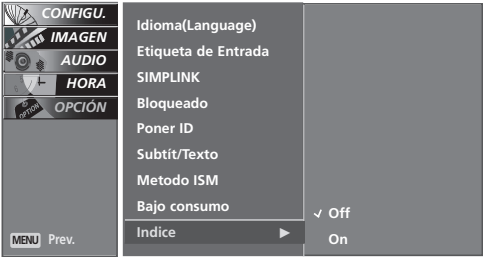 CONFIGU.
IMAGEN
AUDIO
HORA
OPCIÓN
OPTION
MENU Prev.
Idioma(Language)
Etiqueta de Entrada
SIMPLINK
Bloqueado
Poner ID
Subtít/Texto
Metodo ISM
Bajo consumo
Indice ►
✓ Off
On